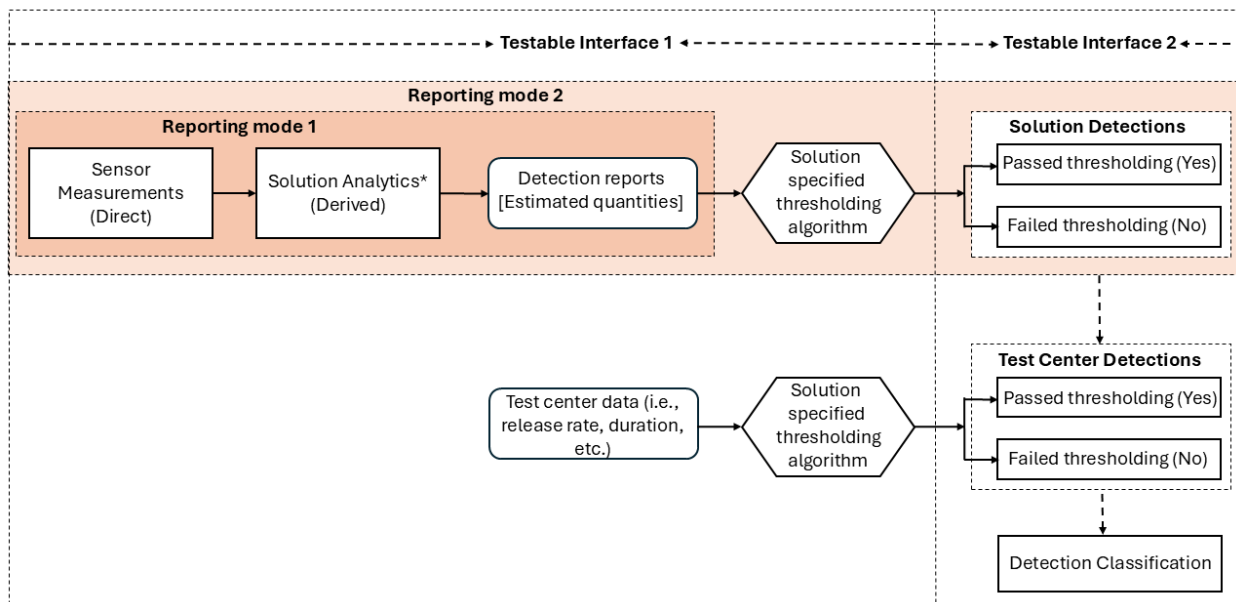 Testable Interface 1
Testable Interface 2
Reporting mode 2
Reporting mode 1
Sensor
Measurements
(Direct)
Solution Analytics*
(Derived)
Detection reports
[Estimated quantities]
Solution
specified
thresholding
algorithm
Solution Detections
Passed thresholding (Yes)
Failed thresholding (No)
Test center data (i.e.,
release rate, duration,
etc.)
Solution
specified
thresholding
algorithm
Test Center Detections
Passed thresholding (Yes)
Failed thresholding (No)
Detection Classification